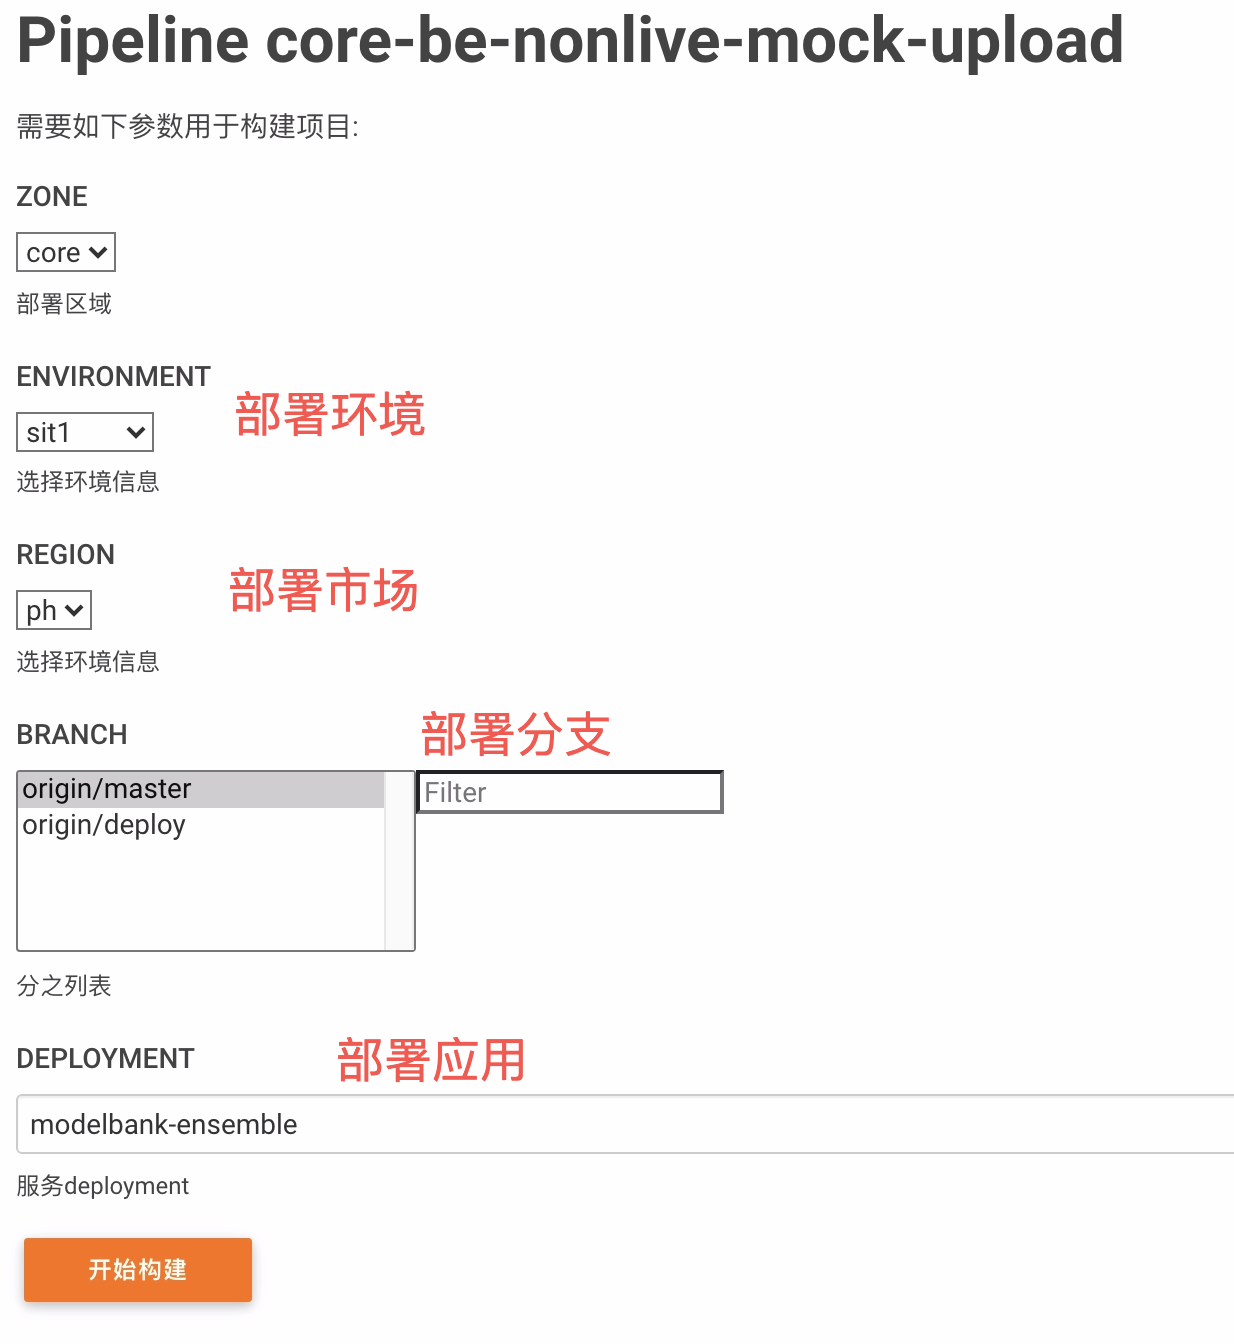 Pipeline core-be-nonlive-mock-upload
需要如下参数用于构建项目:
ZONE
core
部署区域
ENVIRONMENT
部署环境
sit1
选择环境信息
REGION
部署市场
ph
选择环境信息
BRANCH
部署分支
origin/master
Filter
origin/deploy
分之列表
DEPLOYMENT
部署应用
modelbank-ensemble
服务deployment
开始构建